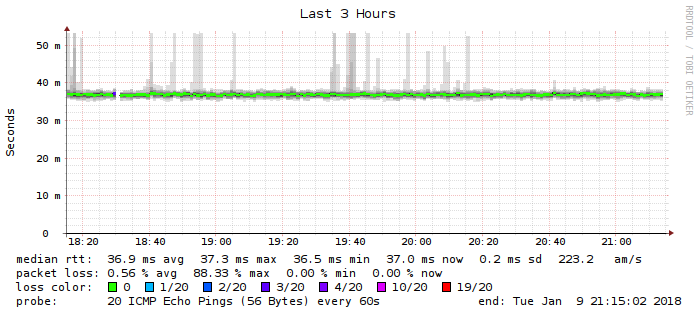 Last 3 Hours
RRDTOOL / TOBI OETIKER
Seconds
50 m
40 m
30 m
20 m
10 m
0
18:20 18:40 19:00 19:20 19:40 20:00 20:20 20:40 21:00
median rtt: 36.9 ms avg 37.3 ms max 36.5 ms min 37.0 ms now 0.2 ms sd 223.2 am/s
packet loss: 0.56 % avg 88.33 % max 0.00 % min 0.00 % now
loss color: 0 1/20 2/20 3/20 4/20 10/20 19/20
probe: 20 ICMP Echo Pings (56 Bytes) every 60s end: Tue Jan 9 21:15:02 2018